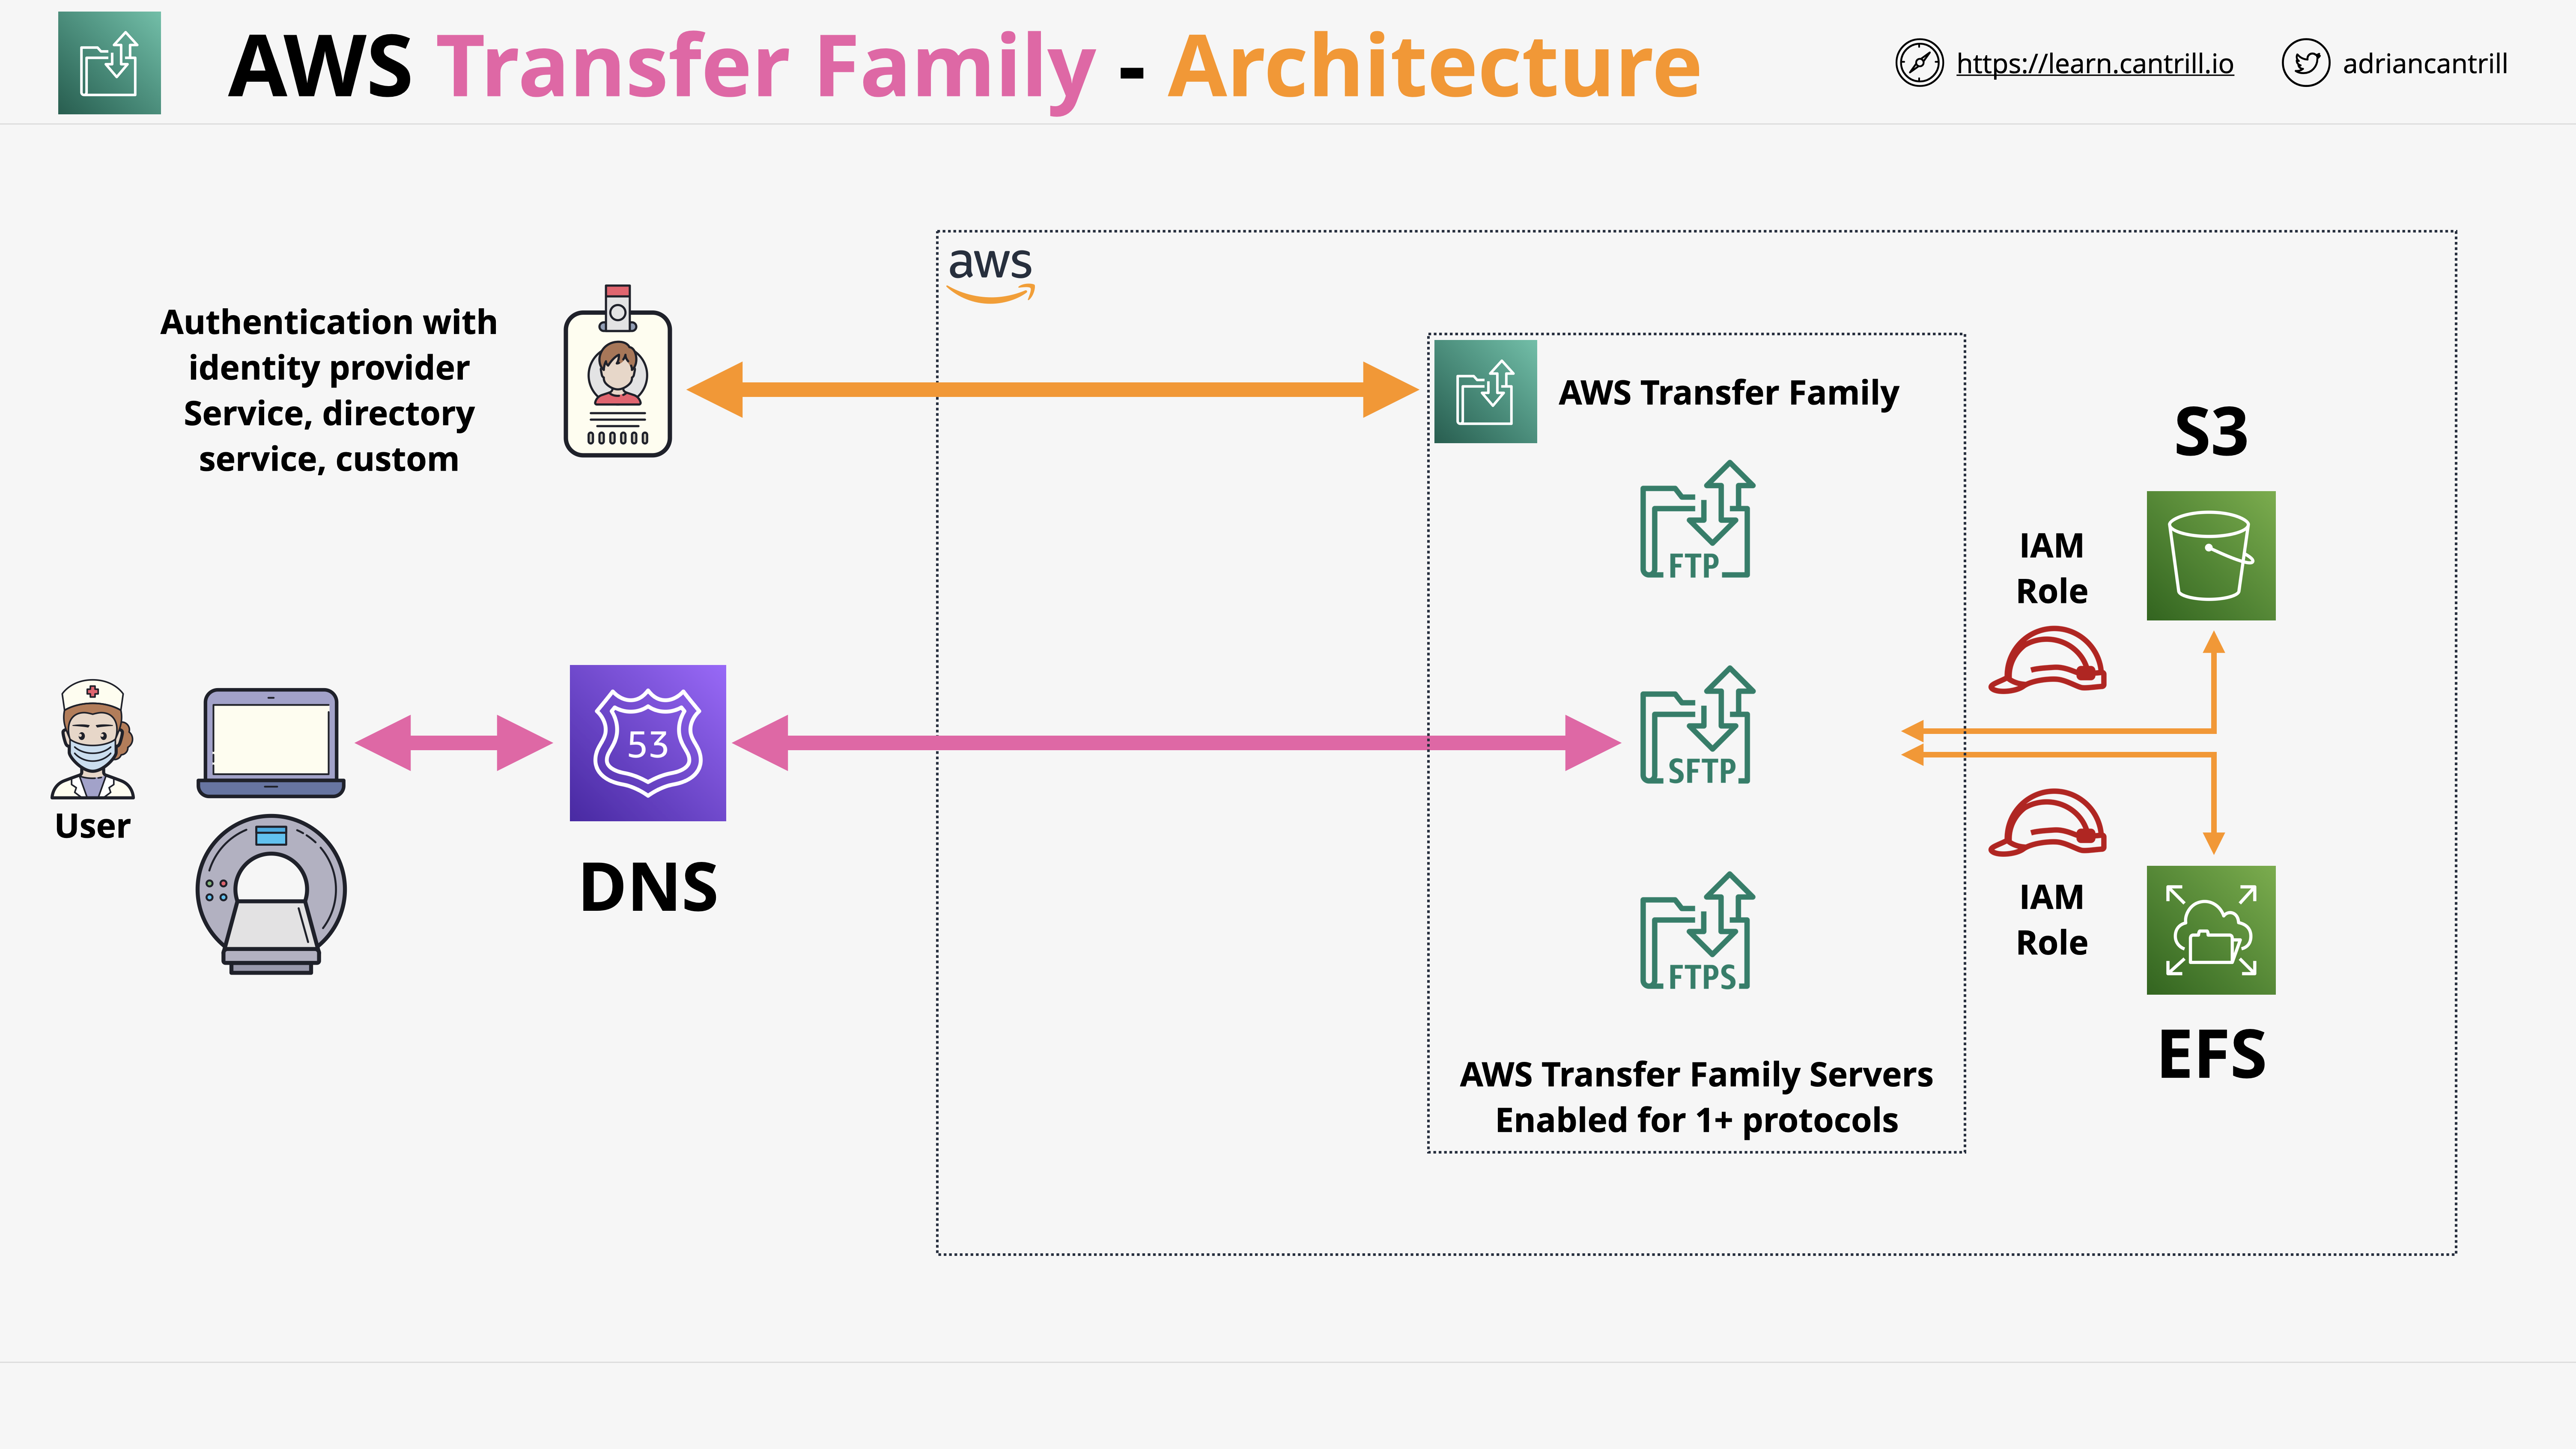 AWS Transfer Family - Architecture
https://learn.cantrill.io
adriancantrill
aws
Authentication with
identity provider
Service, directory
service, custom
AWS Transfer Family
FTP
SFTP
FTPS
AWS Transfer Family Servers
Enabled for 1+ protocols
User
53
DNS
S3
IAM
Role
IAM
Role
EFS